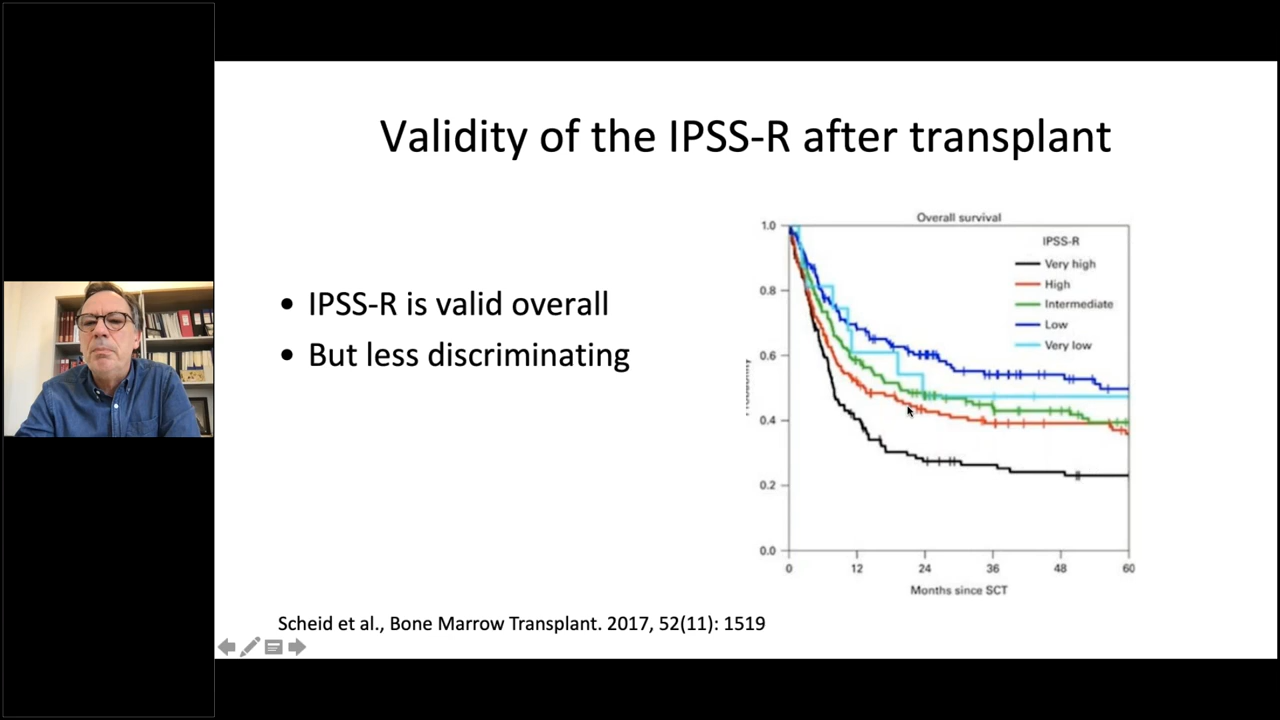 Validity of the IPSS-R after transplant
• IPSS-R is valid overall
• But less discriminating
Overall survival
IPSS-R
Very high
High
Intermediate
Low
Very low
1.0
0.8
0.6
0.4
0.2
0.0
0 12 24 36 48 60
Months since SCT
Scheid et al., Bone Marrow Transplant. 2017, 52(11): 1519